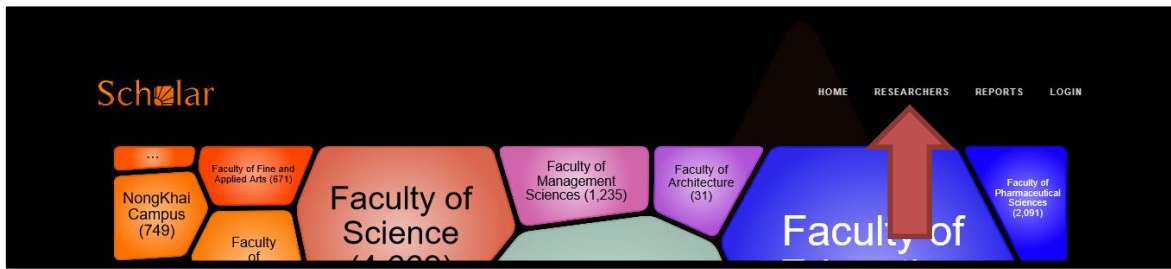 Scholar
HOME RESEARCHERS REPORTS LOGIN
...
Faculty of Fine and
Applied Arts (671)
NongKhai
Campus
(749)
Faculty
of
Faculty of
Science
Faculty of
Management
Sciences (1,235)
Faculty of
Architecture
(31)
Faculty of
Faculty of
Pharmaceutical
Sciences
(2,091)